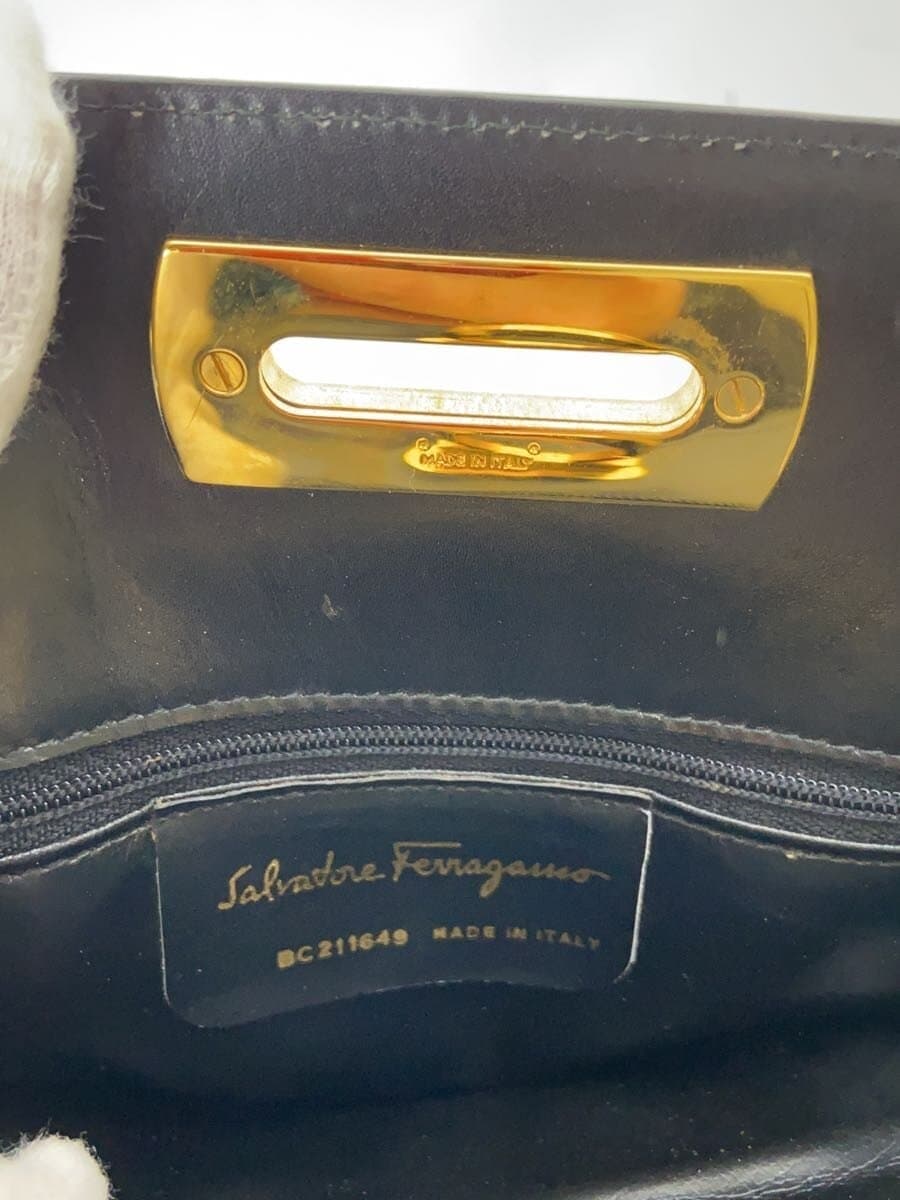 MADE IN ITALY
Salvatore Ferragamo
BC211649 MADE IN ITALY